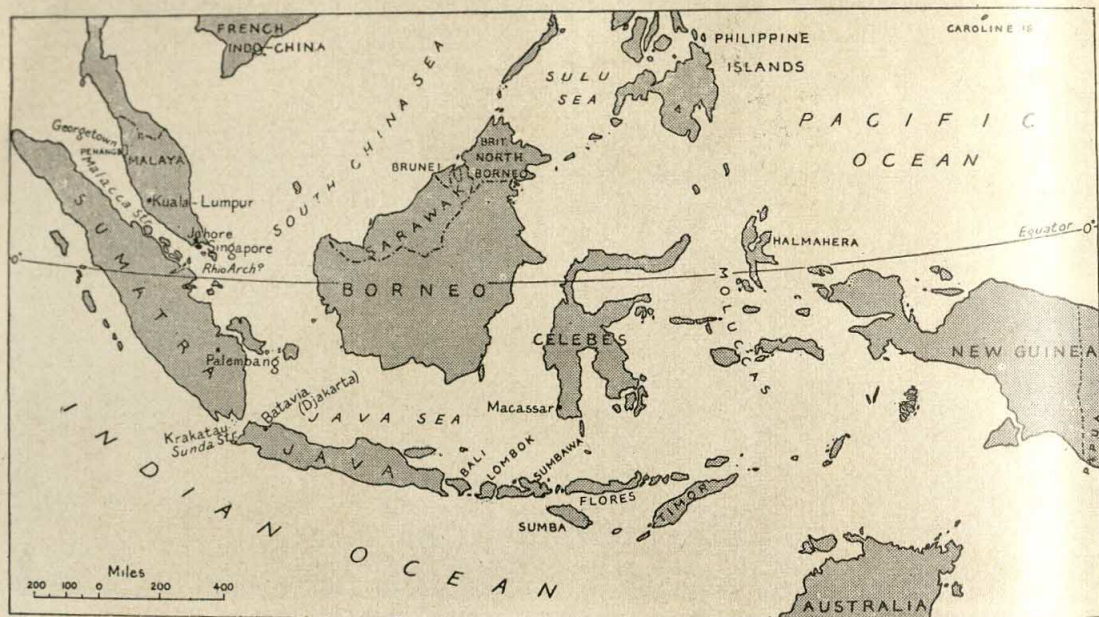 FRENCH
INDO-CHINA
SOUTH CHINA SEA
SULU
SEA
PHILIPPINE
ISLANDS
CAROLINE IS
PACIFIC
OCEAN
Georgetown
PENANG
MALAYA
Malacca Str.
Kuala-Lumpur
Johore
Singapore
Rhio Archº
SUMATRA
Palembang
BRUNEI
BRIT.
NORTH
BORNEO
SARAWAK
BORNEO
0°
Equator
0°
HALMAHERA
MOLUCCAS
CELEBES
Macassar
NEW GUINEA
Batavia
(Djakarta)
JAVA SEA
Krakatau
Sunda Str.
JAVA
BALI
LOMBOK
SUMBAWA
FLORES
SUMBA
TIMOR
INDIAN OCEAN
AUSTRALIA
Miles
200 100 0 200 400